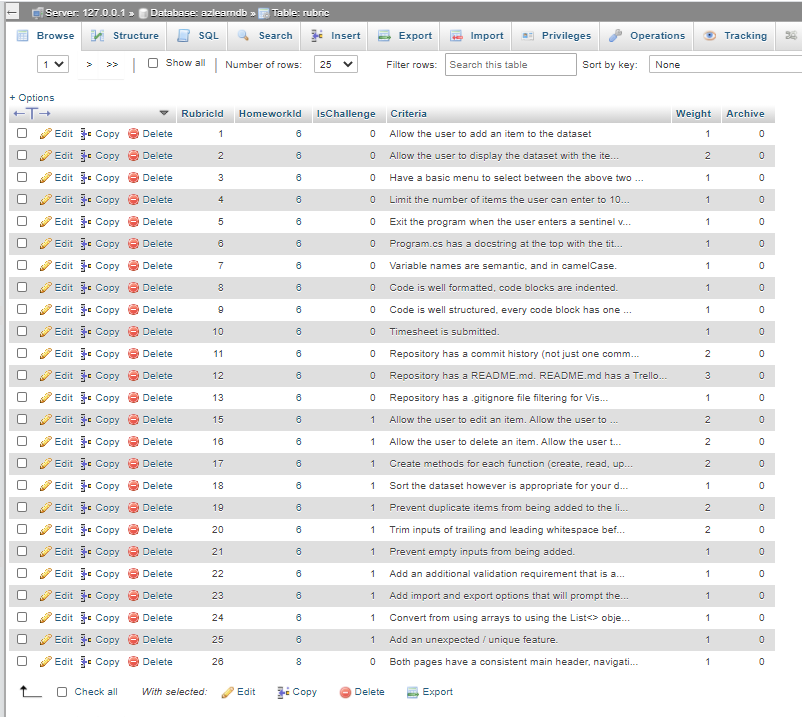 Server: 127.0.0.1 » Database: azlearndb » Table: rubric
Browse Structure SQL Search Insert Export Import Privileges Operations Tracking
1 > >> Show all Number of rows: 25 Filter rows: Search this table Sort by key: None
+ Options
←T→ RubricId HomeworkId IsChallenge Criteria Weight Archive
Edit Copy Delete 1 6 0 Allow the user to add an item to the dataset 1 0
Edit Copy Delete 2 6 0 Allow the user to display the dataset with the ite... 2 0
Edit Copy Delete 3 6 0 Have a basic menu to select between the above two ... 1 0
Edit Copy Delete 4 6 0 Limit the number of items the user can enter to 10... 1 0
Edit Copy Delete 5 6 0 Exit the program when the user enters a sentinel v... 1 0
Edit Copy Delete 6 6 0 Program.cs has a docstring at the top with the tit... 1 0
Edit Copy Delete 7 6 0 Variable names are semantic, and in camelCase. 1 0
Edit Copy Delete 8 6 0 Code is well formatted, code blocks are indented. 1 0
Edit Copy Delete 9 6 0 Code is well structured, every code block has one ... 1 0
Edit Copy Delete 10 6 0 Timesheet is submitted. 1 0
Edit Copy Delete 11 6 0 Repository has a commit history (not just one comm... 2 0
Edit Copy Delete 12 6 0 Repository has a README.md. README.md has a Trello... 3 0
Edit Copy Delete 13 6 0 Repository has a .gitignore file filtering for Vis... 1 0
Edit Copy Delete 15 6 1 Allow the user to edit an item. Allow the user to ... 2 0
Edit Copy Delete 16 6 1 Allow the user to delete an item. Allow the user t... 2 0
Edit Copy Delete 17 6 1 Create methods for each function (create, read, up... 2 0
Edit Copy Delete 18 6 1 Sort the dataset however is appropriate for your d... 1 0
Edit Copy Delete 19 6 1 Prevent duplicate items from being added to the li... 2 0
Edit Copy Delete 20 6 1 Trim inputs of trailing and leading whitespace bef... 2 0
Edit Copy Delete 21 6 1 Prevent empty inputs from being added. 1 0
Edit Copy Delete 22 6 1 Add an additional validation requirement that is a... 1 0
Edit Copy Delete 23 6 1 Add import and export options that will prompt the... 1 0
Edit Copy Delete 24 6 1 Convert from using arrays to using the List<> obje... 1 0
Edit Copy Delete 25 6 1 Add an unexpected / unique feature. 1 0
Edit Copy Delete 26 8 0 Both pages have a consistent main header, navigati... 1 0
Check all With selected: Edit Copy Delete Export